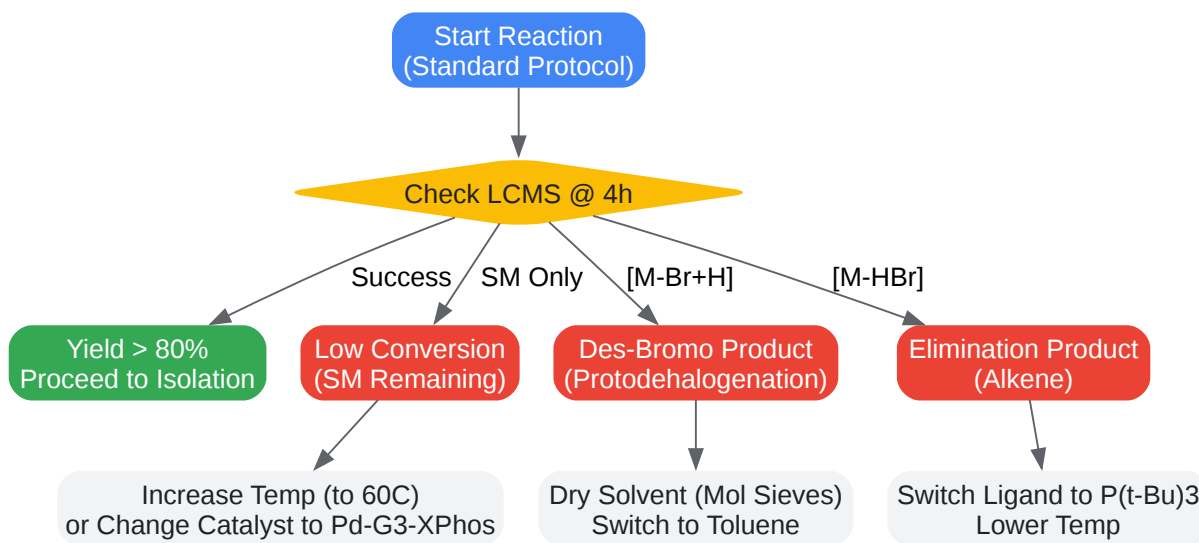 Start Reaction
(Standard Protocol)
Check LCMS @ 4h
Success
SM Only
[M-Br+H]
[M-HBr]
Yield > 80%
Proceed to Isolation
Low Conversion
(SM Remaining)
Des-Bromo Product
(Protodehalogenation)
Elimination Product
(Alkene)
Increase Temp (to 60C)
or Change Catalyst to Pd-G3-XPhos
Dry Solvent (Mol Sieves)
Switch to Toluene
Switch Ligand to P(t-Bu)3
Lower Temp